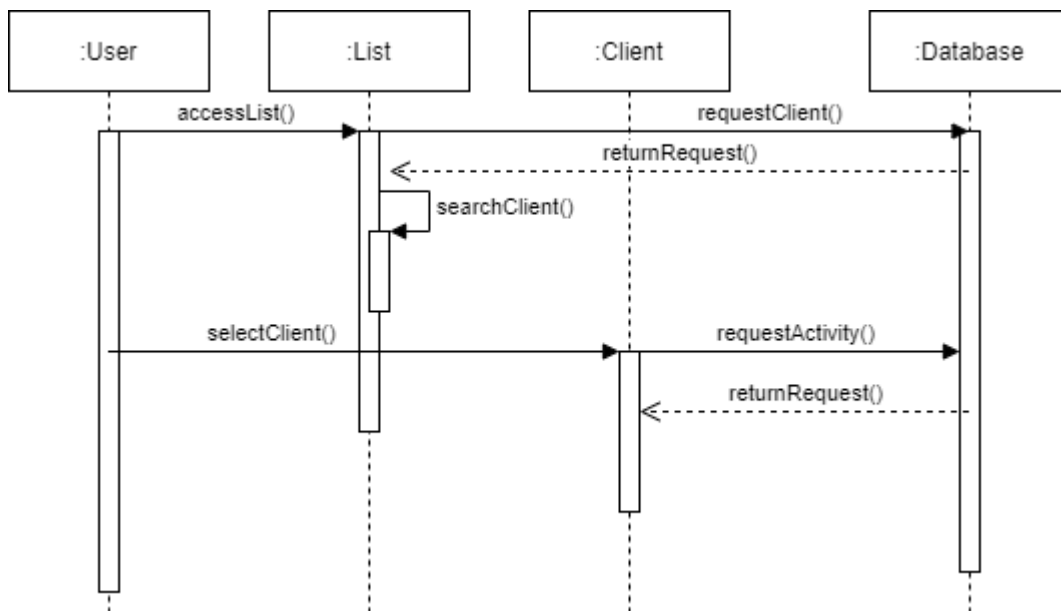 :User
:List
:Client
:Database
accessList()
requestClient()
returnRequest()
searchClient()
selectClient()
requestActivity()
returnRequest()